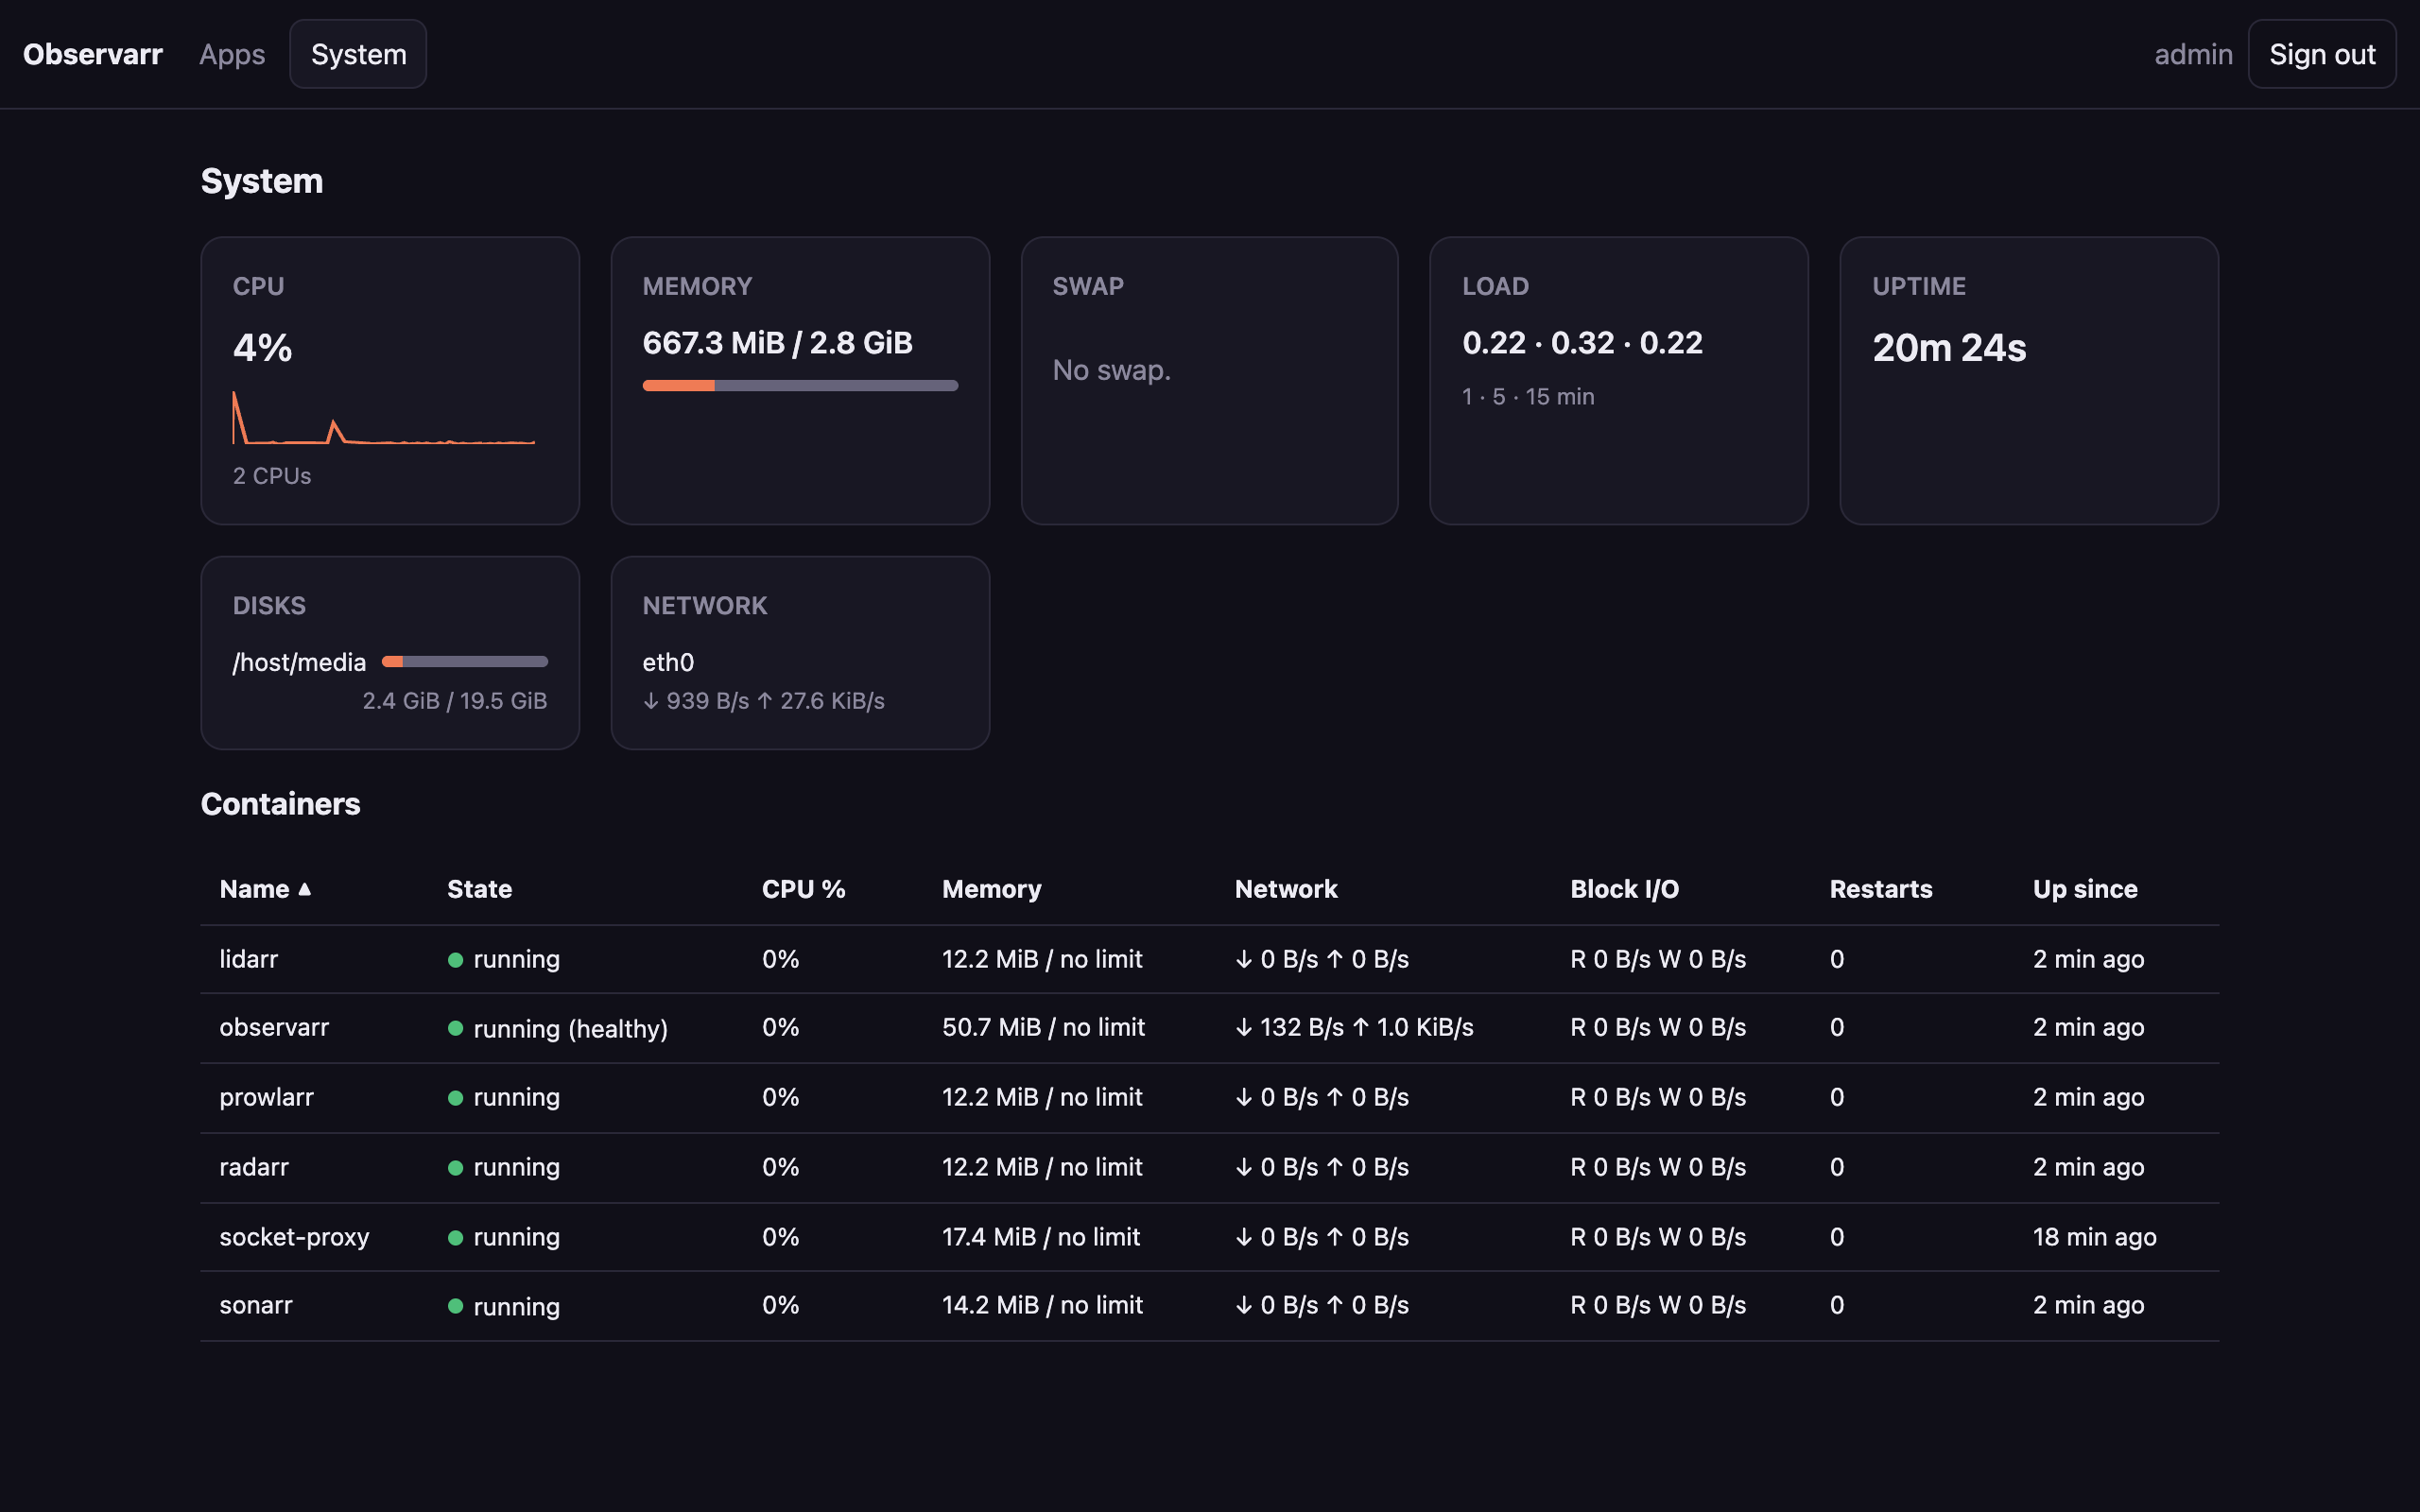 Observarr Apps System admin Sign out
System
CPU
4%
2 CPUs
MEMORY
667.3 MiB / 2.8 GiB
SWAP
No swap.
LOAD
0.22 · 0.32 · 0.22
1 · 5 · 15 min
UPTIME
20m 24s
DISKS
/host/media
2.4 GiB / 19.5 GiB
NETWORK
eth0
↓ 939 B/s ↑ 27.6 KiB/s
Containers
Name ▲ State CPU % Memory Network Block I/O Restarts Up since
lidarr running 0% 12.2 MiB / no limit ↓ 0 B/s ↑ 0 B/s R 0 B/s W 0 B/s 0 2 min ago
observarr running (healthy) 0% 50.7 MiB / no limit ↓ 132 B/s ↑ 1.0 KiB/s R 0 B/s W 0 B/s 0 2 min ago
prowlarr running 0% 12.2 MiB / no limit ↓ 0 B/s ↑ 0 B/s R 0 B/s W 0 B/s 0 2 min ago
radarr running 0% 12.2 MiB / no limit ↓ 0 B/s ↑ 0 B/s R 0 B/s W 0 B/s 0 2 min ago
socket-proxy running 0% 17.4 MiB / no limit ↓ 0 B/s ↑ 0 B/s R 0 B/s W 0 B/s 0 18 min ago
sonarr running 0% 14.2 MiB / no limit ↓ 0 B/s ↑ 0 B/s R 0 B/s W 0 B/s 0 2 min ago